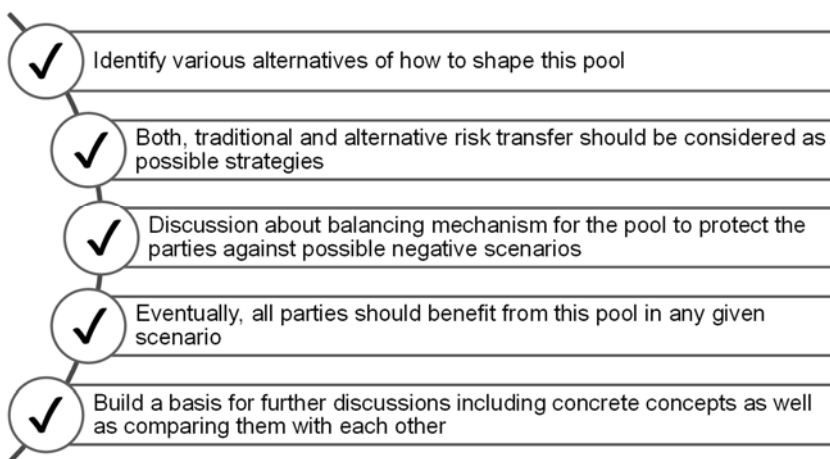 Identify various alternatives of how to shape this pool
Both, traditional and alternative risk transfer should be considered as
possible strategies
Discussion about balancing mechanism for the pool to protect the
parties against possible negative scenarios
Eventually, all parties should benefit from this pool in any given
scenario
Build a basis for further discussions including concrete concepts as well
as comparing them with each other